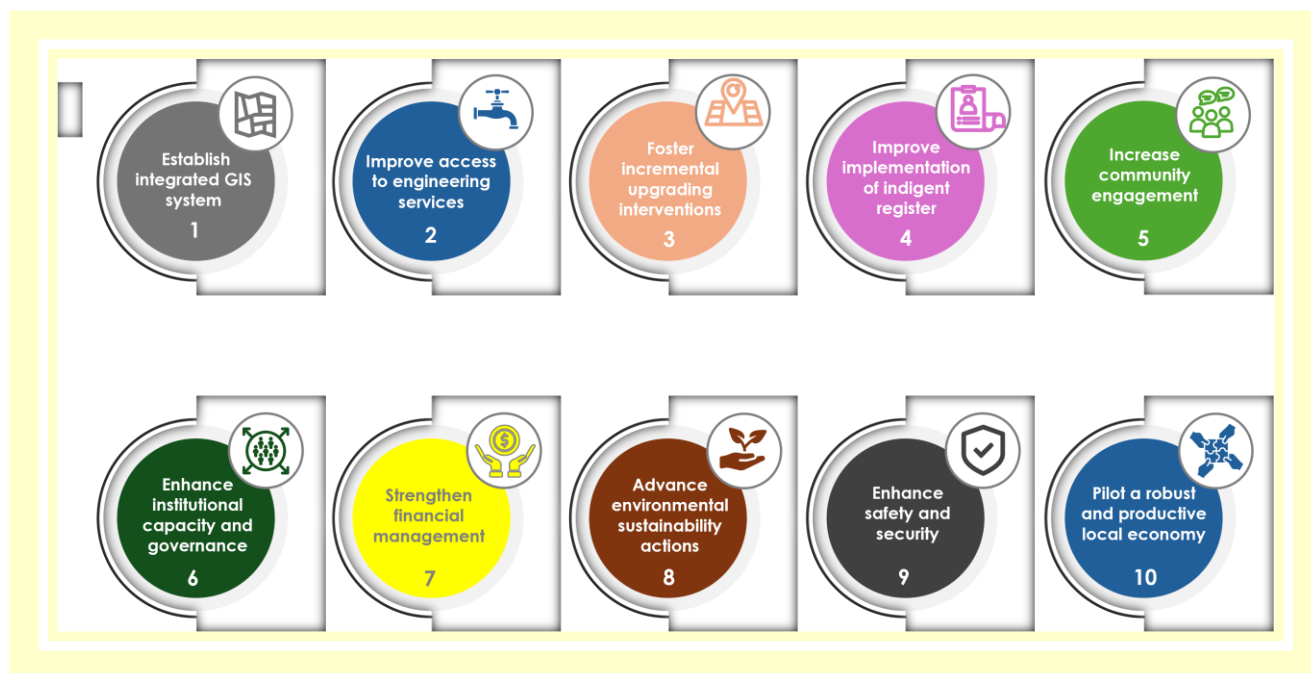 Establish
integrated GIS
system
1
Improve access
to engineering
services
2
Foster
incremental
upgrading
interventions
3
Improve
implementation
of indigent
register
4
Increase
community
engagement
5
Enhance
institutional
capacity and
governance
6
Strengthen
financial
management
7
Advance
environmental
sustainability
actions
8
Enhance
safety and
security
9
Pilot a robust
and productive
local economy
10